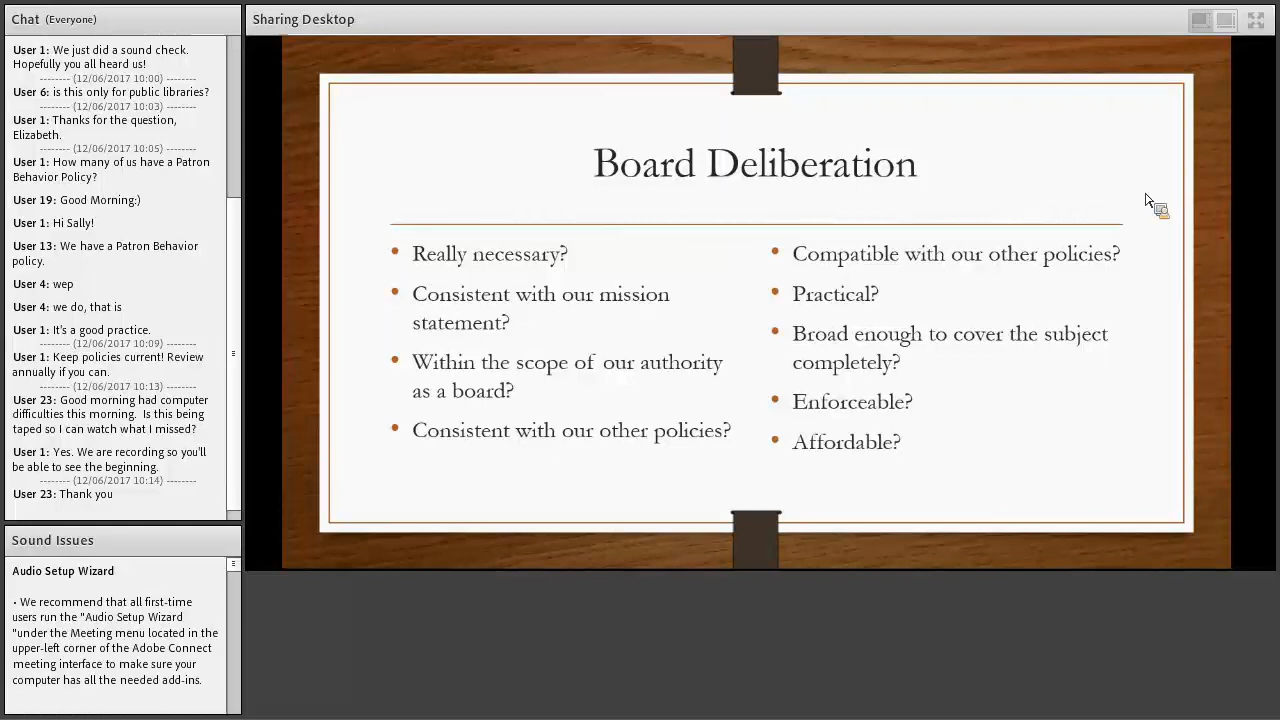 Chat (Everyone)
User 1: We just did a sound check.
Hopefully you all heard us!
-------- (12/06/2017 10:00) --------
User 6: is this only for public libraries?
-------- (12/06/2017 10:03) --------
User 1: Thanks for the question,
Elizabeth.
-------- (12/06/2017 10:05) --------
User 1: How many of us have a Patron
Behavior Policy?
User 19: Good Morning:)
User 1: Hi Sally!
User 13: We have a Patron Behavior
policy.
User 4: wep
User 4: we do, that is
User 1: It's a good practice.
-------- (12/06/2017 10:09) --------
User 1: Keep policies current! Review
annually if you can.
-------- (12/06/2017 10:13) --------
User 23: Good morning had computer
difficulties this morning.  Is this being
taped so I can watch what I missed?
User 1: Yes. We are recording so you'll
be able to see the beginning.
-------- (12/06/2017 10:14) --------
User 23: Thank you
Sound Issues
Audio Setup Wizard
• We recommend that all first-time
users run the "Audio Setup Wizard
"under the Meeting menu located in the
upper-left corner of the Adobe Connect
meeting interface to make sure your
computer has all the needed add-ins.
Sharing Desktop
Board Deliberation
• Really necessary?
• Consistent with our mission
statement?
• Within the scope of our authority
as a board?
• Consistent with our other policies?
• Compatible with our other policies?
• Practical?
• Broad enough to cover the subject
completely?
• Enforceable?
• Affordable?